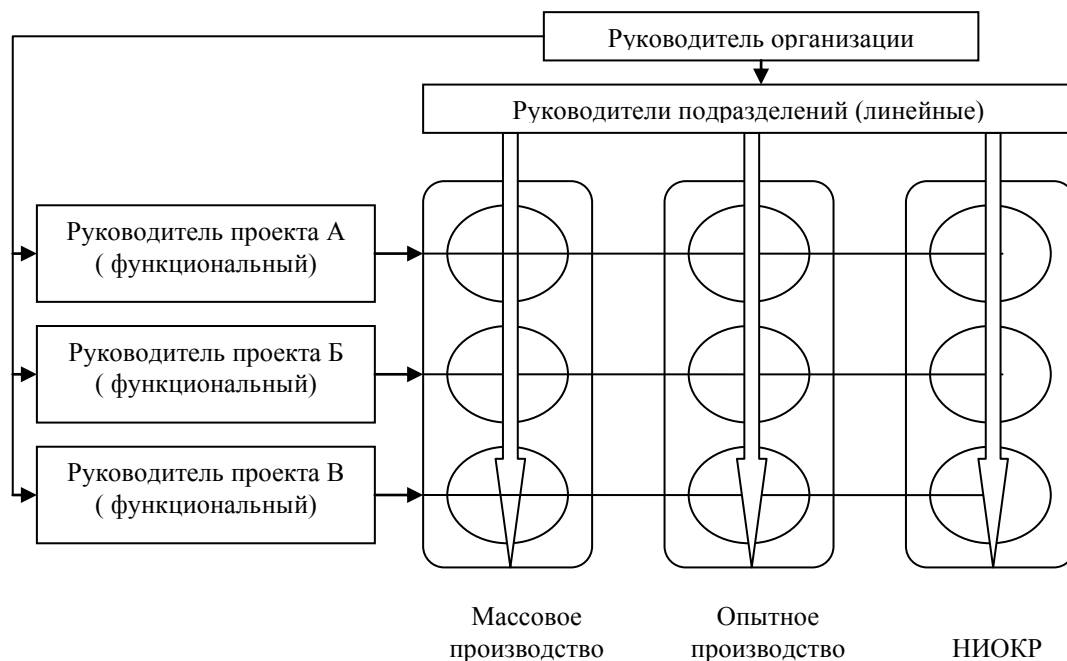 Руководитель организации
Руководители подразделений (линейные)
Руководитель проекта А
( функциональный)
Руководитель проекта Б
( функциональный)
Руководитель проекта В
( функциональный)
Массовое
производство
Опытное
производство
НИОКР